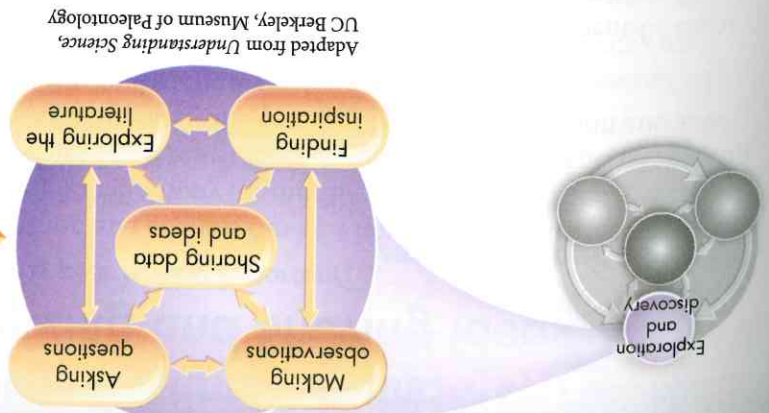 Exploration
and
discovery
Making
observations
Asking
questions
Sharing data
and ideas
Finding
inspiration
Exploring the
literature
Adapted from Understanding Science,
UC Berkeley, Museum of Paleontology